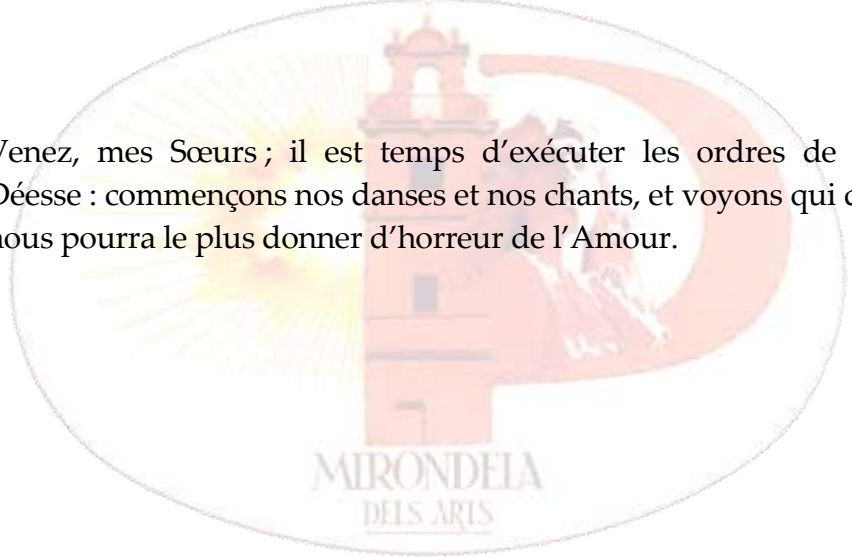 Venez, mes Sœurs ; il est temps d’exécuter les ordres de
Déesse : commençons nos danses et nos chants, et voyons qui
nous pourra le plus donner d’horreur de l’Amour.
MIRONDELA
DELS ARTS